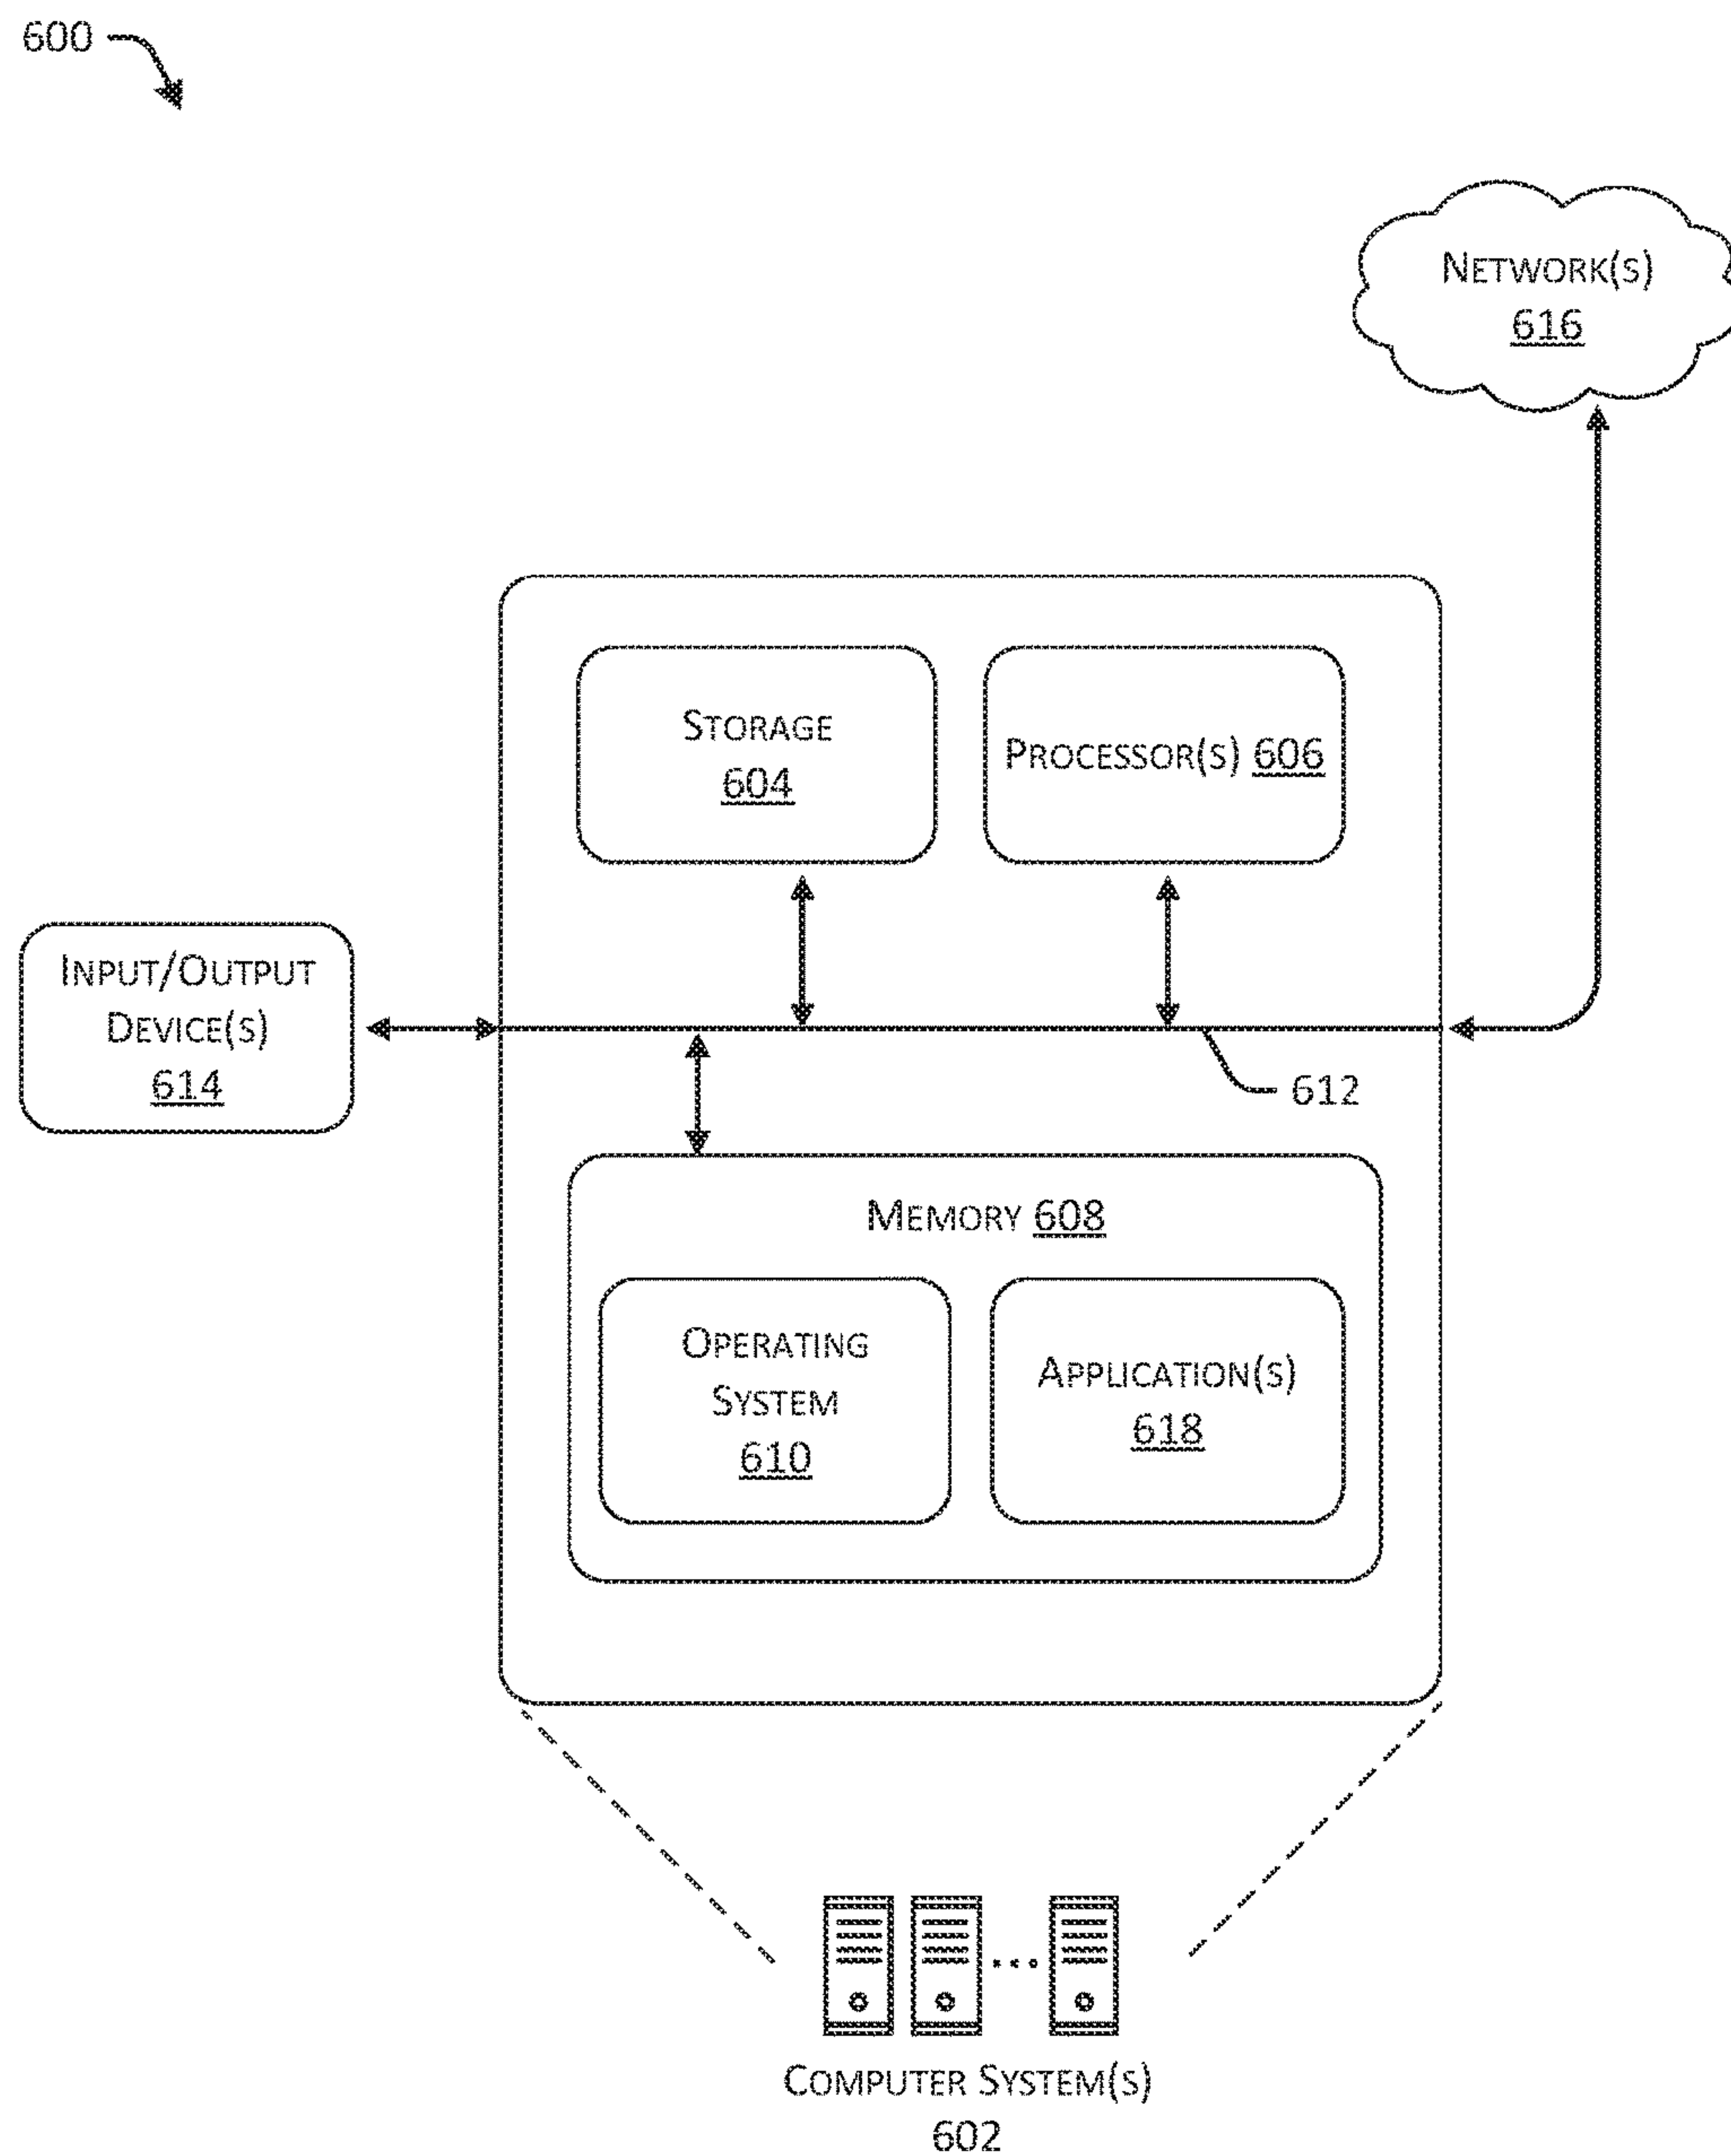 600
NETWORK(S)
616
STORAGE
604
PROCESSOR(S) 606
INPUT/OUTPUT
DEVICE(S)
614
612
MEMORY 608
OPERATING
SYSTEM
610
APPLICATION(S)
618
COMPUTER SYSTEM(S)
602